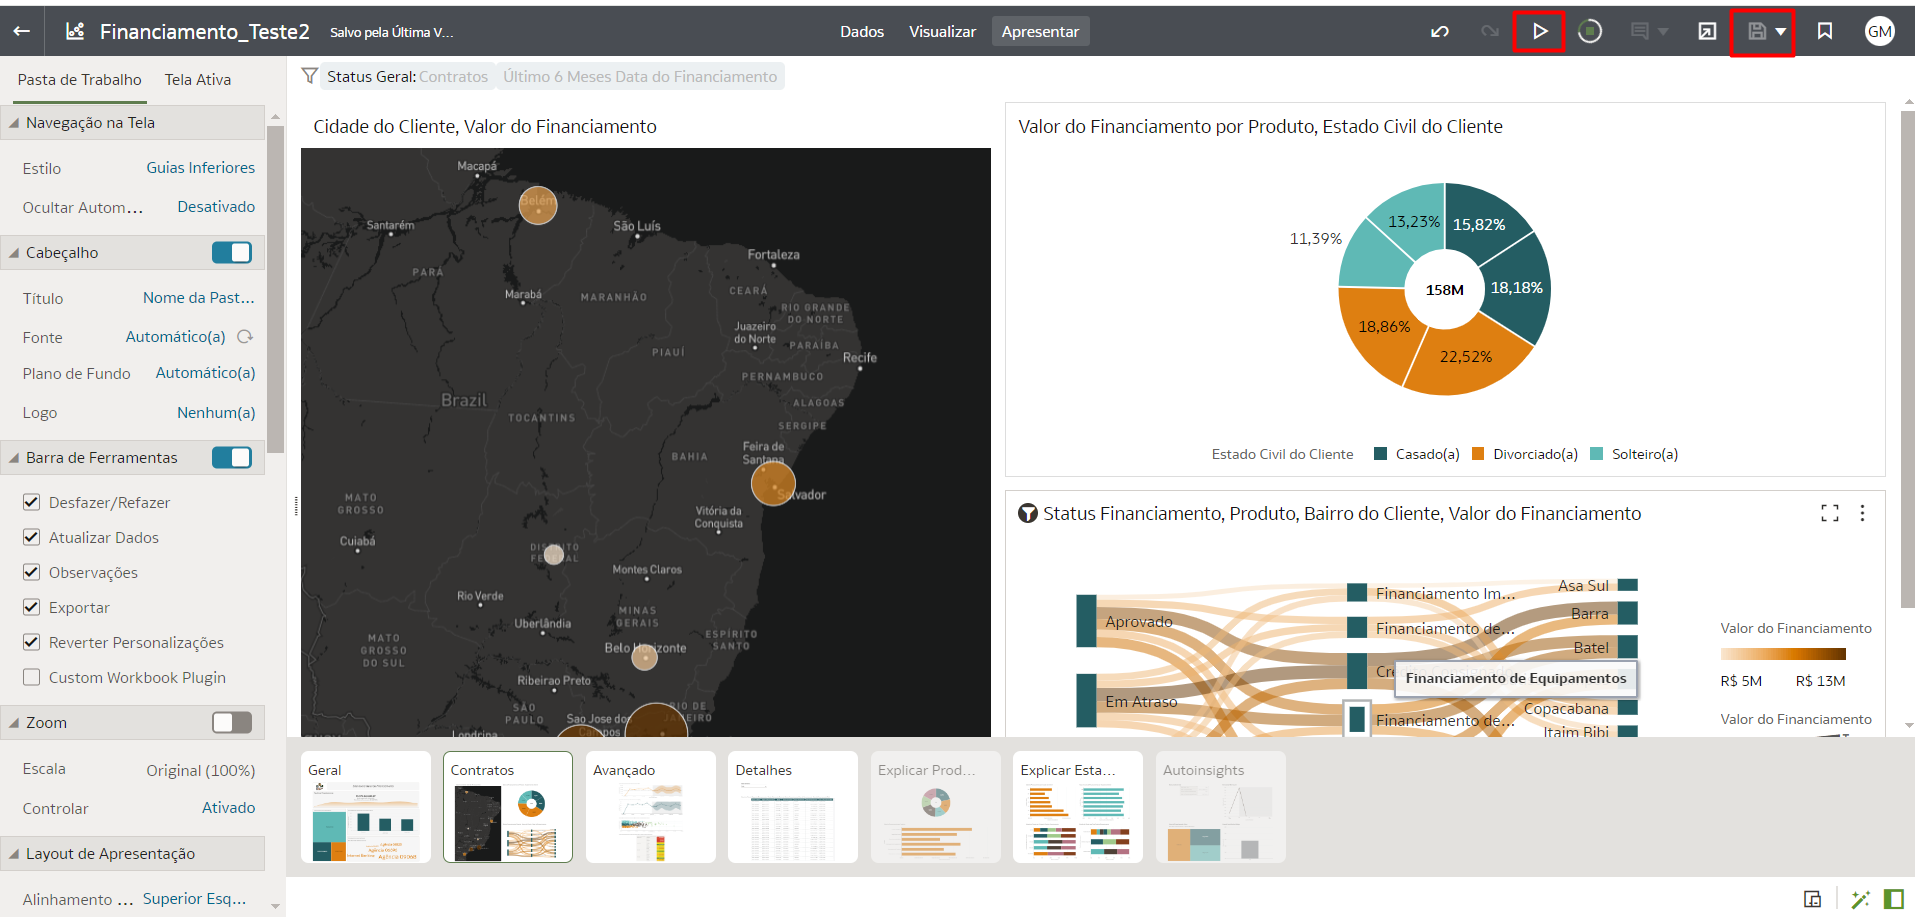 Financiamento_Teste2
Salvo pela Última V...
Dados
Visualizar
Apresentar
GM
Pasta de Trabalho
Tela Ativa
Navegação na Tela
Estilo
Guias Inferiores
Ocultar Autom...
Desativado
Cabeçalho
Título
Nome da Past...
Fonte
Automático(a)
Plano de Fundo
Automático(a)
Logo
Nenhum(a)
Barra de Ferramentas
Desfazer/Refazer
Atualizar Dados
Observações
Exportar
Reverter Personalizações
Custom Workbook Plugin
Zoom
Escala
Original (100%)
Controlar
Ativado
Layout de Apresentação
Alinhamento ...
Superior Esq...
Status Geral: Contratos
Último 6 Meses Data do Financiamento
Cidade do Cliente, Valor do Financiamento
Macapá
Belém
Santarém
São Luís
Fortaleza
PARÁ
Marabá
MARANHÃO
CEARÁ
RIO GRANDE
DO NORTE
Juazeiro
do Norte
PARAÍBA
PIAUÍ
Recife
PERNAMBUCO
Brazil
ALAGOAS
TOCANTINS
SERGIPE
Feira de
Santana
BAHIA
Salvador
MATO
GROSSO
Vitória da
Conquista
Cuiabá
DISTRITO
FEDERAL
Montes Claros
Rio Verde
MINAS
GERAIS
Uberlândia
ESPÍRITO
SANTO
MATO
GROSSO
DO SUL
Belo Horizonte
Ribeirao Preto
SÃO
PAULO
RIO DE
JANEIRO
Sao Jose dos
Campos
Londrina
Valor do Financiamento por Produto, Estado Civil do Cliente
13,23%
15,82%
11,39%
18,18%
158M
18,86%
22,52%
Estado Civil do Cliente
Casado(a)
Divorciado(a)
Solteiro(a)
Status Financiamento, Produto, Bairro do Cliente, Valor do Financiamento
Aprovado
Em Atraso
Financiamento Im...
Financiamento de...
Financiamento de Equipamentos
Financiamento de...
Asa Sul
Barra
Batel
Copacabana
Itaim Bibi
Valor do Financiamento
R$ 5M
R$ 13M
Valor do Financiamento
Geral
Contratos
Avançado
Detalhes
Explicar Prod...
Explicar Esta...
Autoinsights